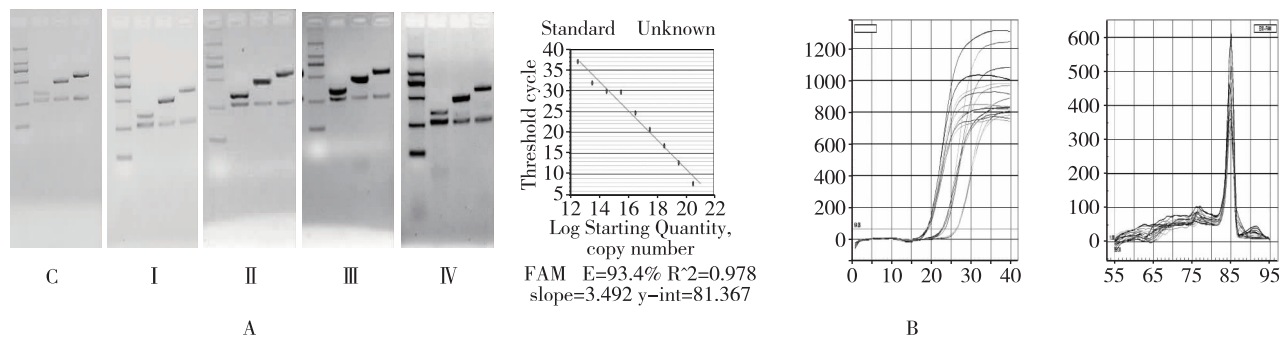 C
Ⅰ
Ⅱ
Ⅲ
Ⅳ
A
Standard Unknown
Threshold cycle
40
35
30
25
20
15
10
5
12 14 16 18 20 22
Log Starting Quantity,
copy number
FAM E=93.4% R^2=0.978
slope=3.492 y-int=81.367
1200
1000
800
600
400
200
0
0 10 20 30 40
600
500
400
300
200
100
0
55 65 75 85 95
B